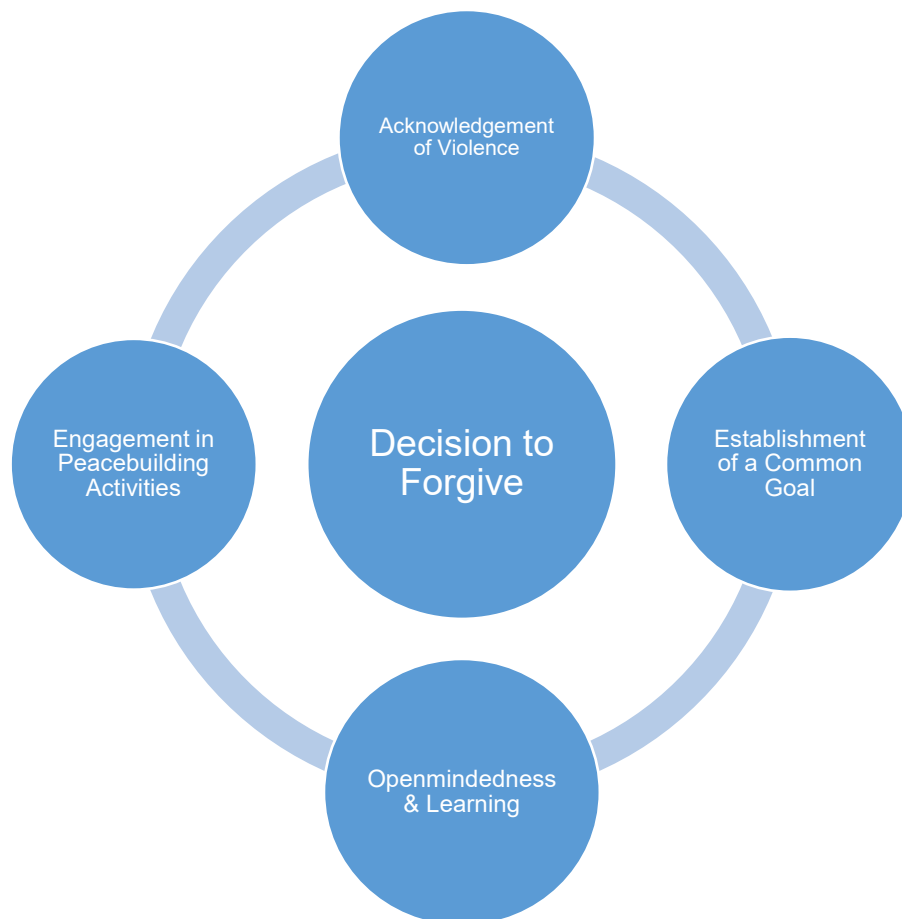 Acknowledgement
of Violence
Engagement in
Peacebuilding
Activities
Decision to
Forgive
Establishment
of a Common
Goal
Openmindedness
& Learning